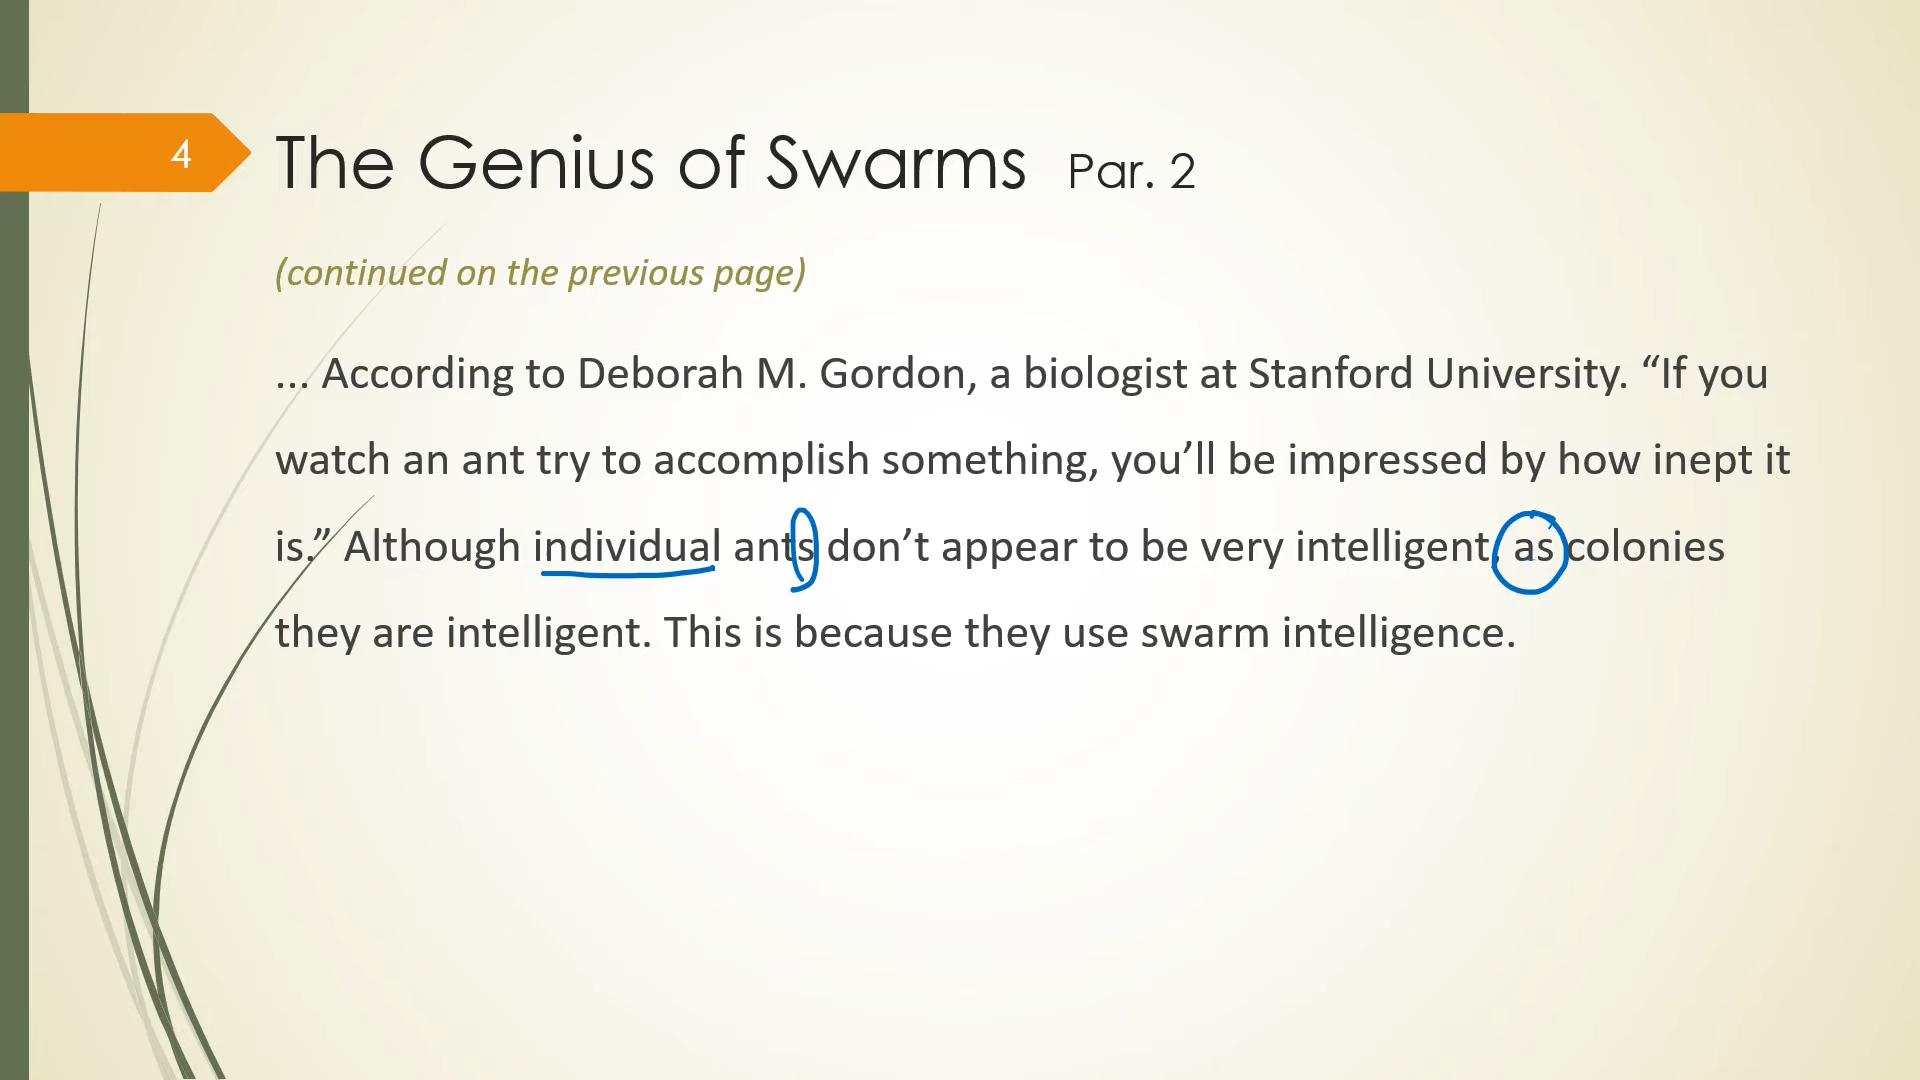 4
The Genius of Swarms Par. 2
(continued on the previous page)
... According to Deborah M. Gordon, a biologist at Stanford University. “If you
watch an ant try to accomplish something, you’ll be impressed by how inept it
is.” Although individual ants don’t appear to be very intelligent, as colonies
they are intelligent. This is because they use swarm intelligence.